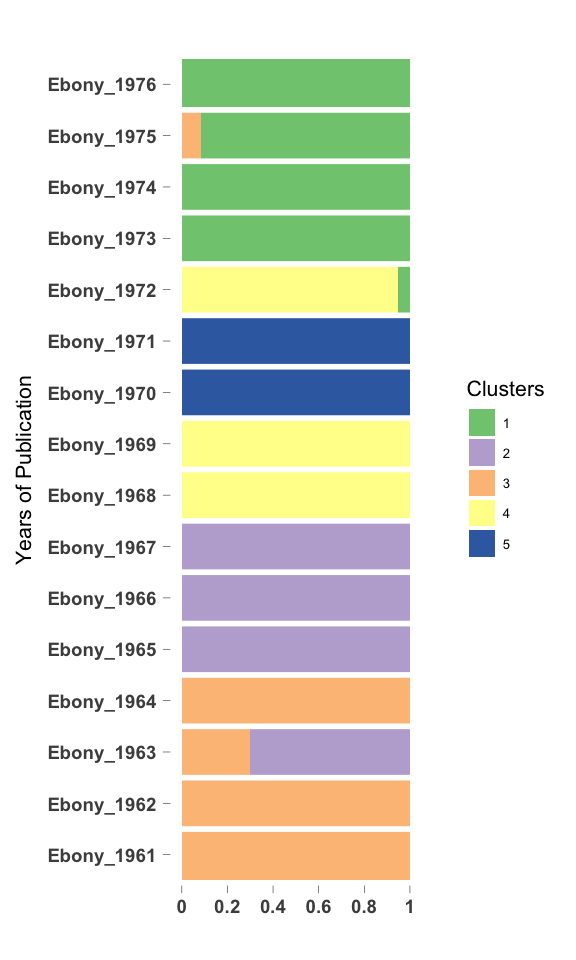 Ebony_1976
Ebony_1975
Ebony_1974
Ebony_1973
Ebony_1972
Ebony_1971
Ebony_1970
Ebony_1969
Ebony_1968
Ebony_1967
Ebony_1966
Ebony_1965
Ebony_1964
Ebony_1963
Ebony_1962
Ebony_1961
Years of Publication
0 0.2 0.4 0.6 0.8 1
Clusters
1
2
3
4
5